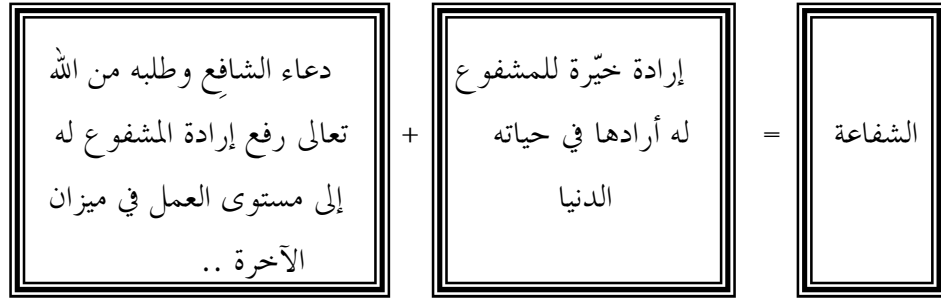 الشفاعة
=
إرادة خيّرة للمشفوع
له أرادها في حياته
الدنيا
+
دعاء الشافِع وطلبه من الله
تعالى رفع إرادة المشفوع له
إلى مستوى العمل في ميزان
الآخرة ..